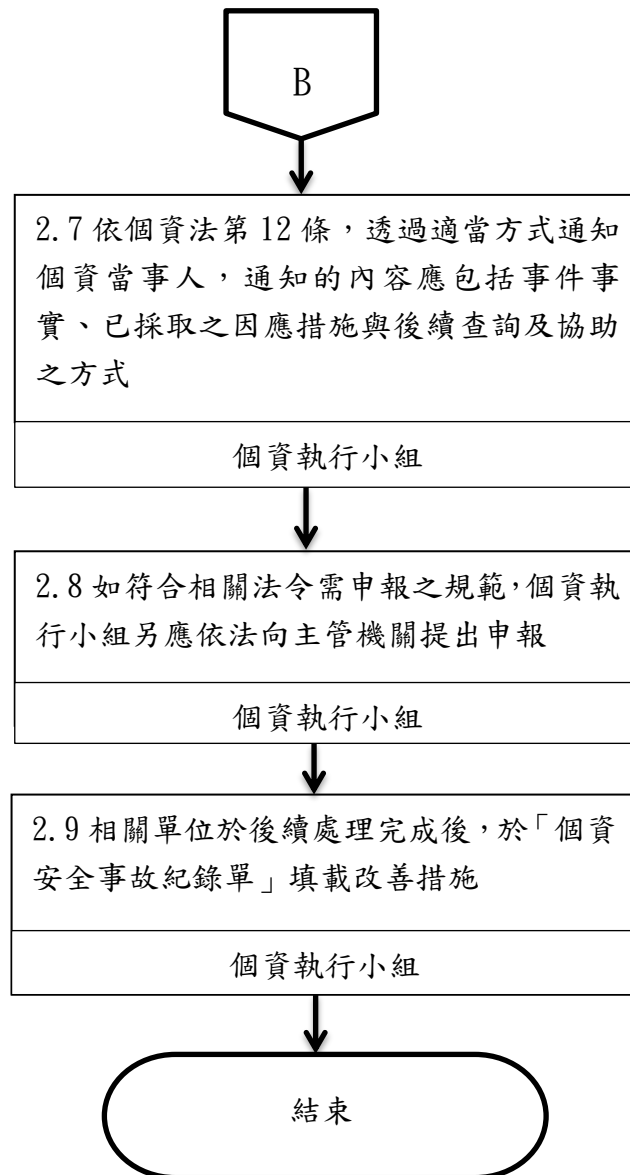 B
2.7 依個資法第 12 條，透過適當方式通知
個資當事人，通知的內容應包括事件事
實、已採取之因應措施與後續查詢及協助
之方式
個資執行小組
2.8 如符合相關法令需申報之規範，個資執
行小組另應依法向主管機關提出申報
個資執行小組
2.9 相關單位於後續處理完成後，於「個資
安全事故紀錄單」填載改善措施
個資執行小組
結束